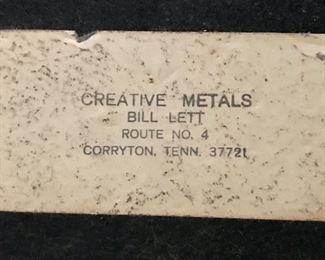 CREATIVE METALS
BILL LETT
ROUTE NO. 4
CORRYTON, TENN. 37721